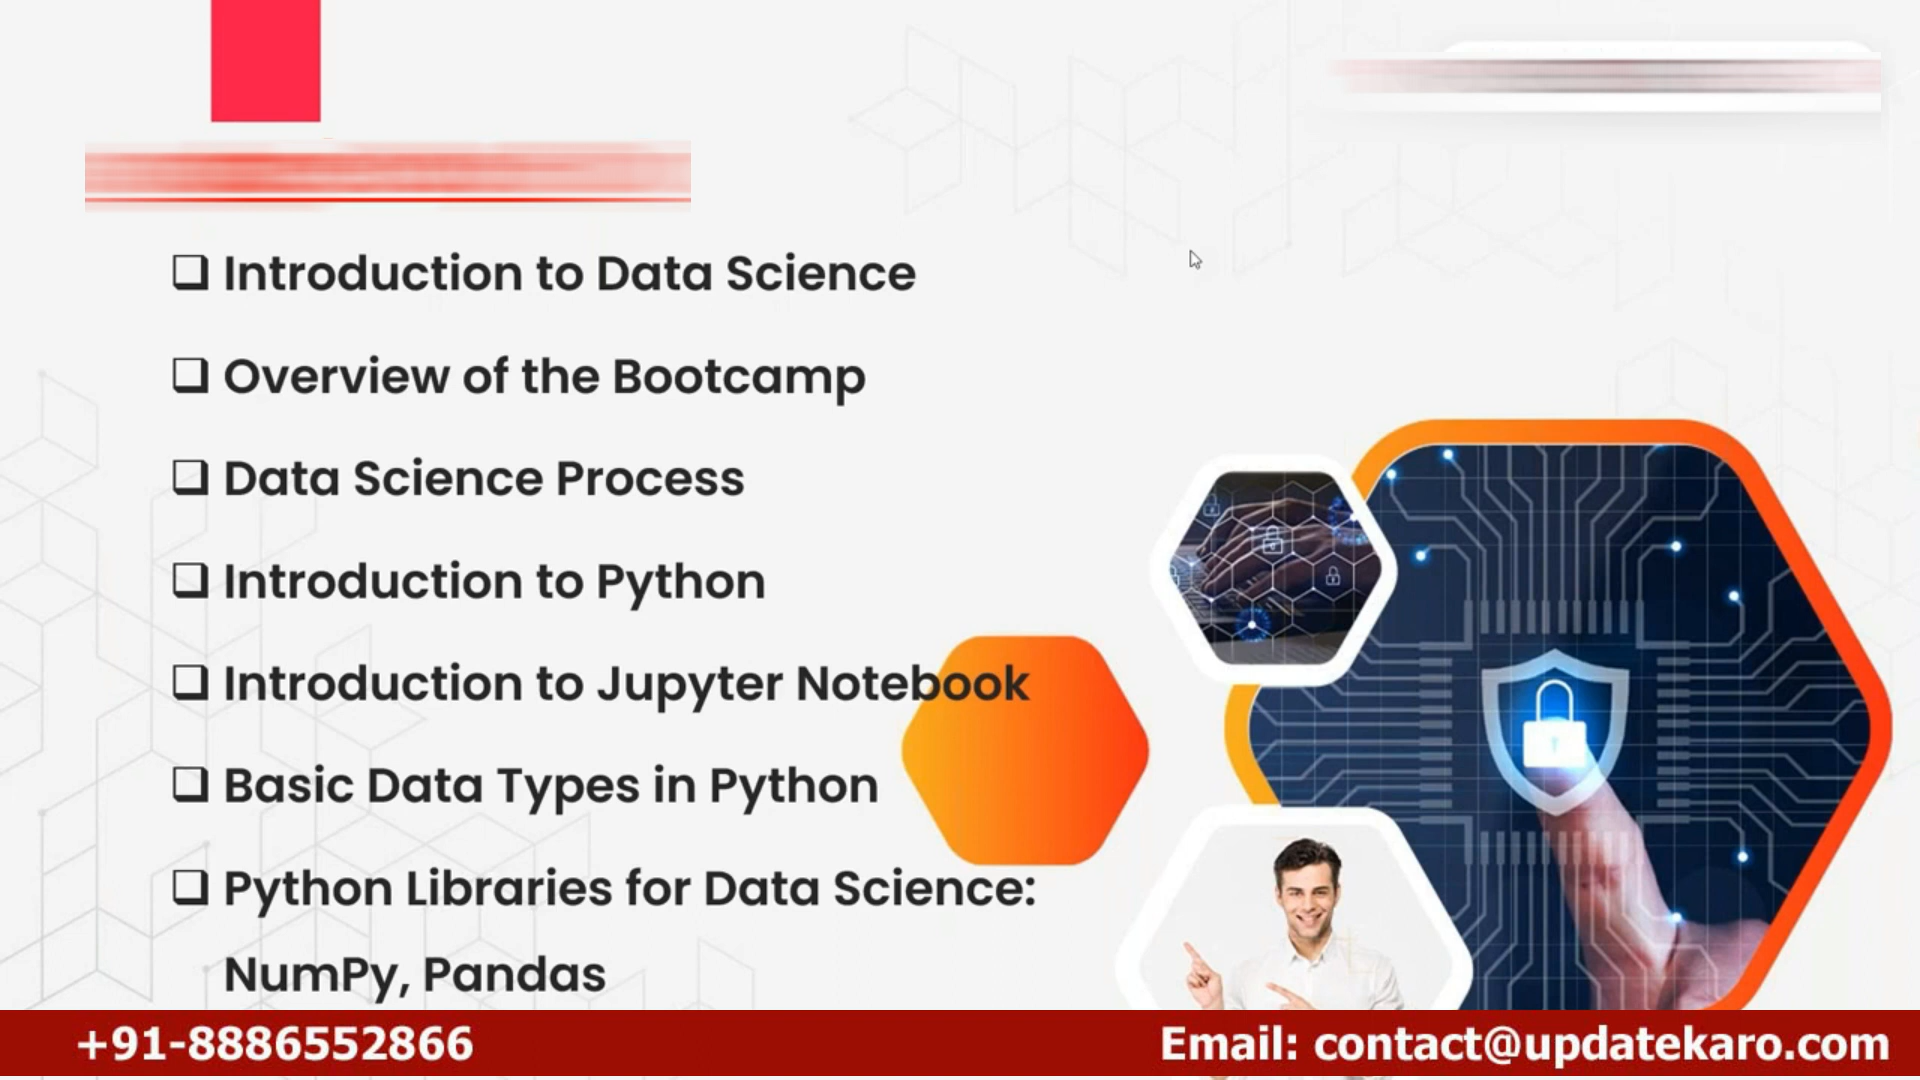 Introduction to Data Science
Overview of the Bootcamp
Data Science Process
Introduction to Python
Introduction to Jupyter Notebook
Basic Data Types in Python
Python Libraries for Data Science:
NumPy, Pandas
+91-8886552866
Email: contact@updatekaro.com